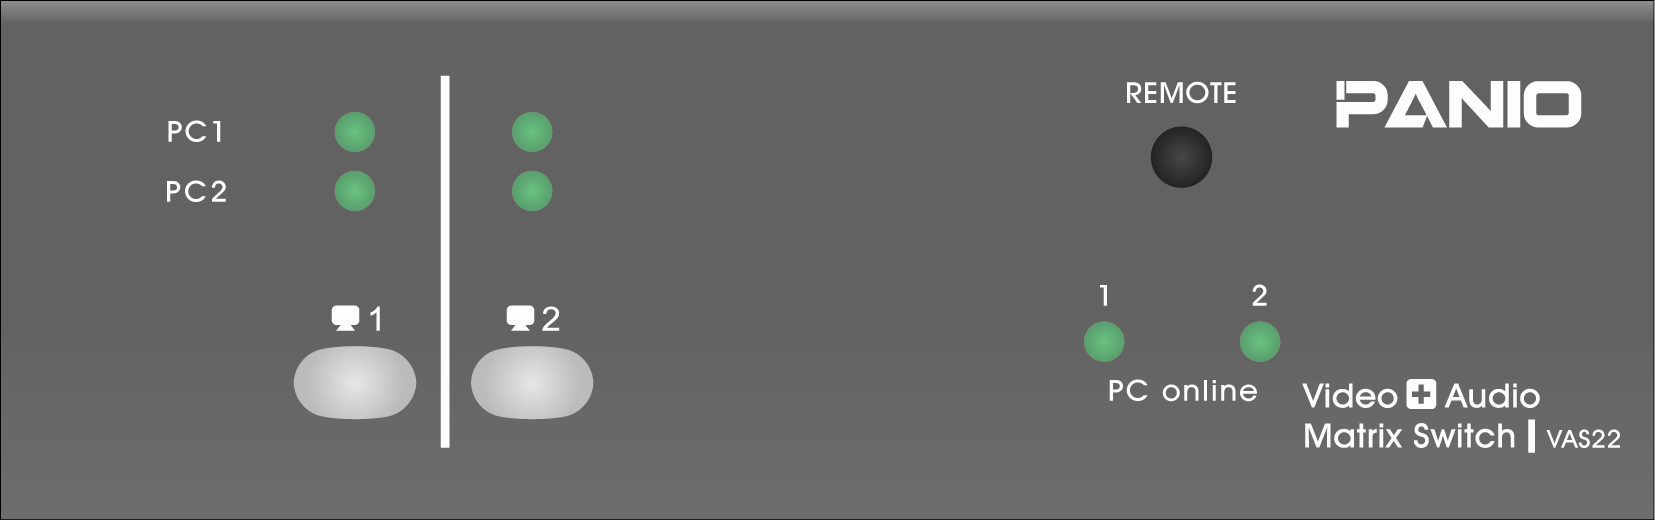 PC1
PC2
1
2
REMOTE
PANIO
1 2
PC online
Video + Audio
Matrix Switch | VAS22